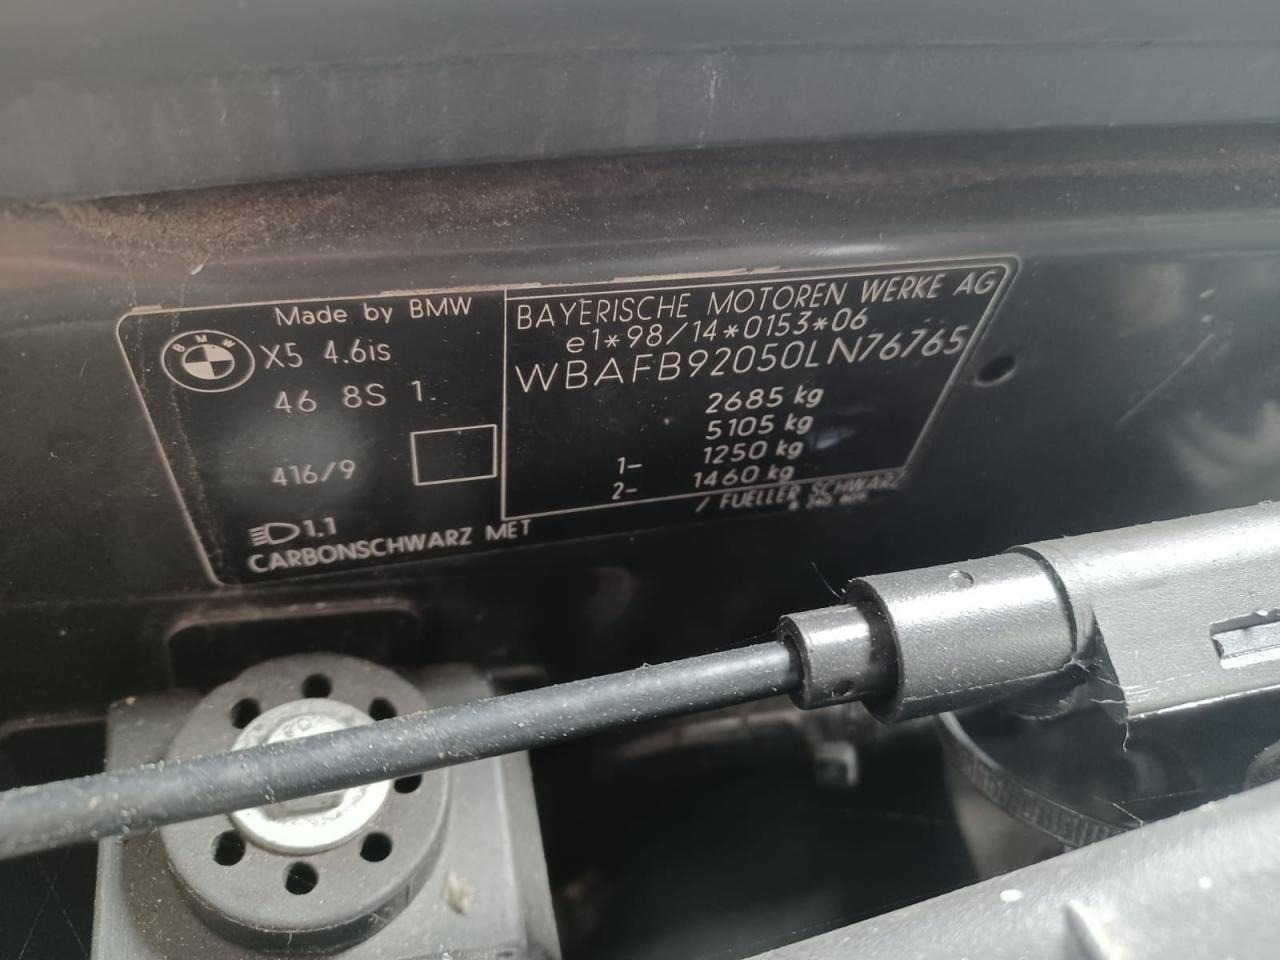 Made by BMW
BMW
X5 4.6is
46 8S 1
416/9
1.1
CARBONSCHWARZ MET
BAYERISCHE MOTOREN WERKE AG
e1*98/14*0153*06
WBAFB92050LN76765
2685 kg
5105 kg
1- 1250 kg
2- 1460 kg
/ FUELLER SCHWARZ